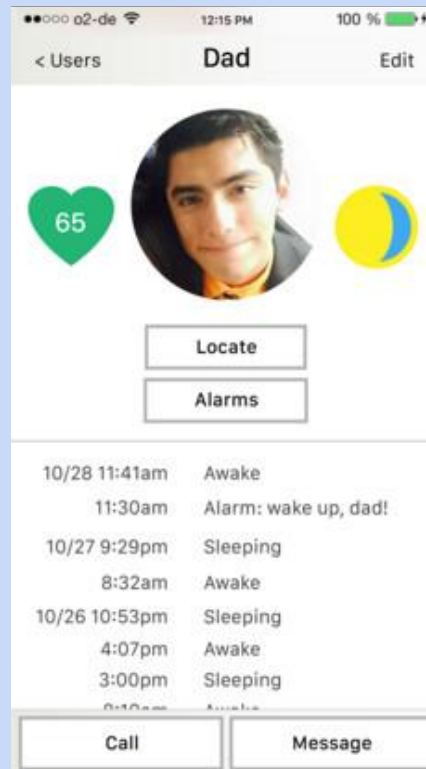 o2-de 12:15 PM 100 %
< Users Dad Edit
65
Locate
Alarms
10/28 11:41am Awake
11:30am Alarm: wake up, dad!
10/27 9:29pm Sleeping
8:32am Awake
10/26 10:53pm Sleeping
4:07pm Awake
3:00pm Sleeping
Call Message